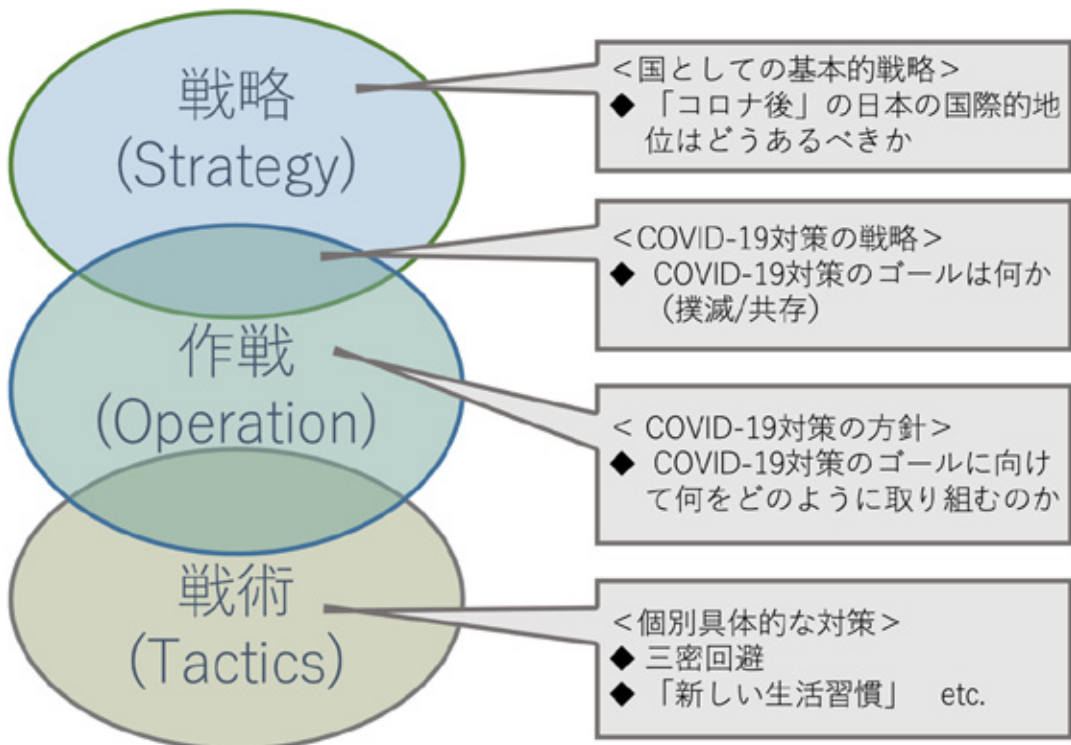 戦略
(Strategy)
<国としての基本的戦略>
◆ 「コロナ後」の日本の国際的地
位はどうあるべきか
<COVID-19対策の戦略>
◆ COVID-19対策のゴールは何か
(撲滅/共存)
作戦
(Operation)
< COVID-19対策の方針>
◆ COVID-19対策のゴールに向け
て何をどのように取り組むのか
戦術
(Tactics)
<個別具体的な対策>
◆ 三密回避
◆ 「新しい生活習慣」 etc.